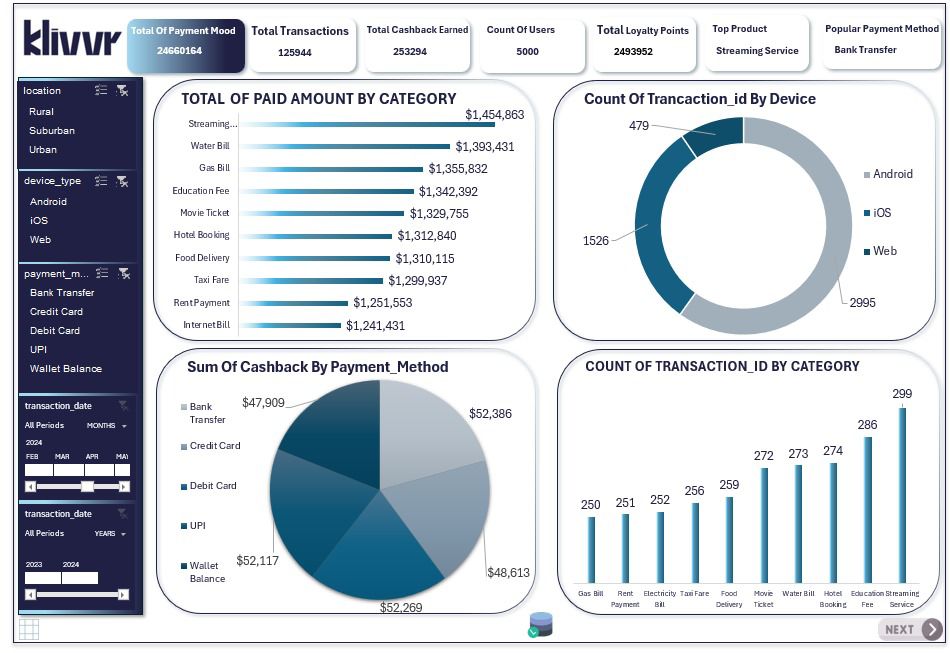 klivvr
Total Of Payment Mood
24660164
Total Transactions
125944
Total Cashback Earned
253294
Count Of Users
5000
Total Loyalty Points
2493952
Top Product
Streaming Service
Popular Payment Method
Bank Transfer
location
Rural
Suburban
Urban
device_type
Android
iOS
Web
payment_m...
Bank Transfer
Credit Card
Debit Card
UPI
Wallet Balance
transaction_date
All Periods
MONTHS
2024
FEB
MAR
APR
MAY
transaction_date
All Periods
YEARS
2023
2024
TOTAL OF PAID AMOUNT BY CATEGORY
Streaming... $1,454,863
Water Bill $1,393,431
Gas Bill $1,355,832
Education Fee $1,342,392
Movie Ticket $1,329,755
Hotel Booking $1,312,840
Food Delivery $1,310,115
Taxi Fare $1,299,937
Rent Payment $1,251,553
Internet Bill $1,241,431
Count Of Trancaction_id By Device
479
1526
2995
Android
iOS
Web
Sum Of Cashback By Payment_Method
Bank
Transfer
Credit Card
Debit Card
UPI
Wallet
Balance
$47,909
$52,386
$52,117
$48,613
$52,269
COUNT OF TRANSACTION_ID BY CATEGORY
250
251
252
256
259
272
273
274
286
299
Gas Bill
Rent
Payment
Electricity
Bill
Taxi Fare
Food
Delivery
Movie
Ticket
Water Bill
Hotel
Booking
Education
Fee
Streaming
Service
NEXT